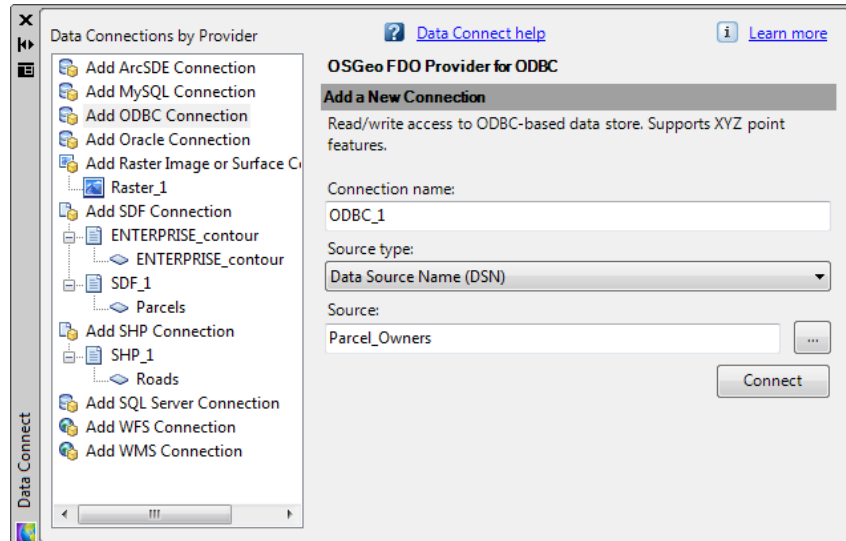 Data Connections by Provider
Data Connect help
Learn more
Add ArcSDE Connection
Add MySQL Connection
Add ODBC Connection
Add Oracle Connection
Add Raster Image or Surface C
Raster_1
Add SDF Connection
ENTERPRISE_contour
ENTERPRISE_contour
SDF_1
Parcels
Add SHP Connection
SHP_1
Roads
Add SQL Server Connection
Add WFS Connection
Add WMS Connection
OSGeo FDO Provider for ODBC
Add a New Connection
Read/write access to ODBC-based data store. Supports XYZ point
features.
Connection name:
ODBC_1
Source type:
Data Source Name (DSN)
Source:
Parcel_Owners
...
Connect
Data Connect